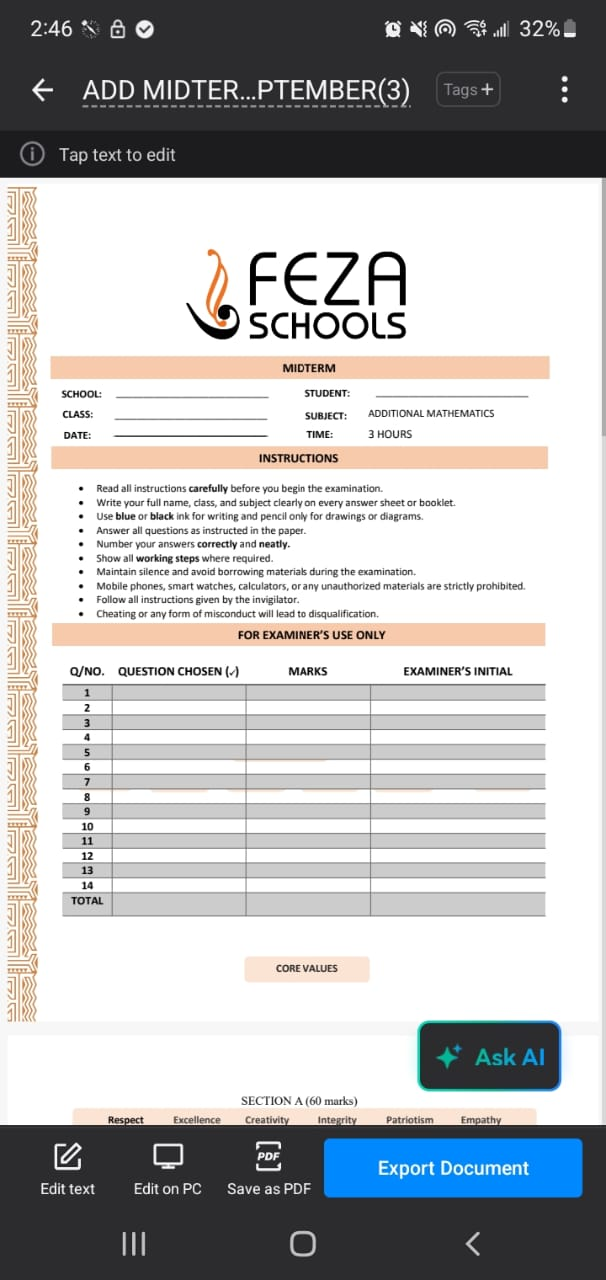 2:46 32%
ADD MIDTER...PTEMBER(3) Tags +
Tap text to edit
FEZA
SCHOOLS
MIDTERM
SCHOOL: STUDENT:
CLASS: SUBJECT: ADDITIONAL MATHEMATICS
DATE: TIME: 3 HOURS
INSTRUCTIONS
• Read all instructions carefully before you begin the examination.
• Write your full name, class, and subject clearly on every answer sheet or booklet.
• Use blue or black ink for writing and pencil only for drawings or diagrams.
• Answer all questions as instructed in the paper.
• Number your answers correctly and neatly.
• Show all working steps where required.
• Maintain silence and avoid borrowing materials during the examination.
• Mobile phones, smart watches, calculators, or any unauthorized materials are strictly prohibited.
• Follow all instructions given by the invigilator.
• Cheating or any form of misconduct will lead to disqualification.
FOR EXAMINER'S USE ONLY
Q/NO. QUESTION CHOSEN (✓) MARKS EXAMINER'S INITIAL
1
2
3
4
5
6
7
8
9
10
11
12
13
14
TOTAL
CORE VALUES
Ask AI
SECTION A (60 marks)
Respect Excellence Creativity Integrity Patriotism Empathy
PDF
Edit text Edit on PC Save as PDF Export Document